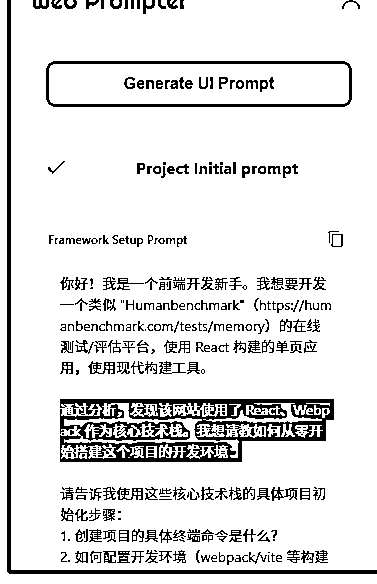 Web Prompter
Generate UI Prompt
Project Initial prompt
Framework Setup Prompt
你好！我是一个前端开发新手。我想要开发
一个类似 "Humanbenchmark"（https://hum
anbenchmark.com/tests/memory）的在线
测试/评估平台，使用 React 构建的单页应
用，使用现代构建工具。
通过分析，发现该网站使用了 React、Webp
ack 作为核心技术栈。我想请教如何从零开
始搭建这个项目的开发环境。
请告诉我使用这些核心技术栈的具体项目初
始化步骤：
1. 创建项目的具体终端命令是什么？
2. 如何配置开发环境（webpack/vite 等构建